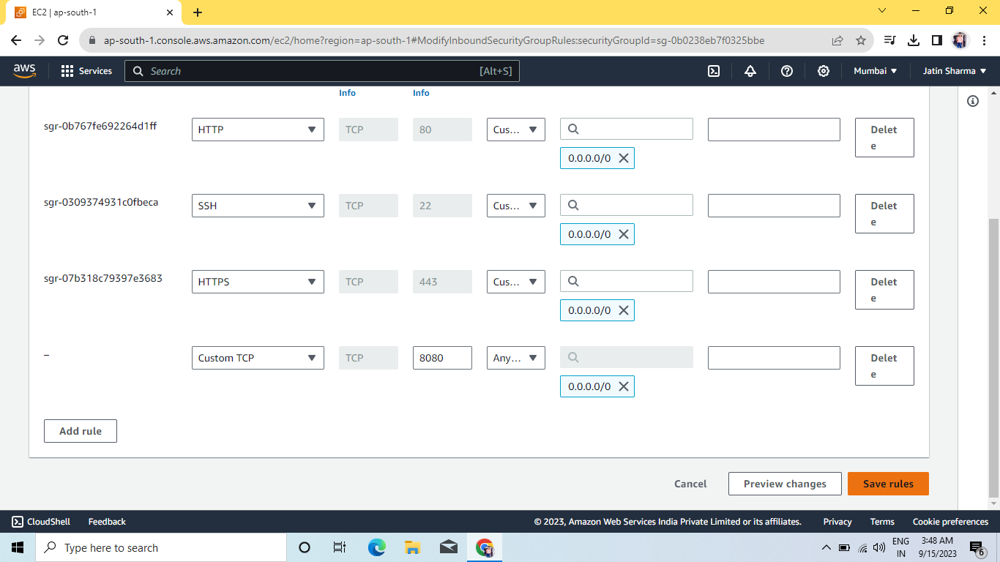 EC2 | ap-south-1
ap-south-1.console.aws.amazon.com/ec2/home?region=ap-south-1#ModifyInboundSecurityGroupRules:securityGroupId=sg-0b0238eb7f0325bbe
aws Services Search [Alt+S] Mumbai Jatin Sharma
Info Info
sgr-0b767fe692264d1ff HTTP TCP 80 Cus... Delet
e
0.0.0.0/0
sgr-0309374931c0fbeca SSH TCP 22 Cus... Delet
e
0.0.0.0/0
sgr-07b318c79397e3683 HTTPS TCP 443 Cus... Delet
e
0.0.0.0/0
– Custom TCP TCP 8080 Any... Delet
e
0.0.0.0/0
Add rule
Cancel Preview changes Save rules
CloudShell Feedback © 2023, Amazon Web Services India Private Limited or its affiliates. Privacy Terms Cookie preferences
Type here to search ENG 3:48 AM
IN 9/15/2023 6